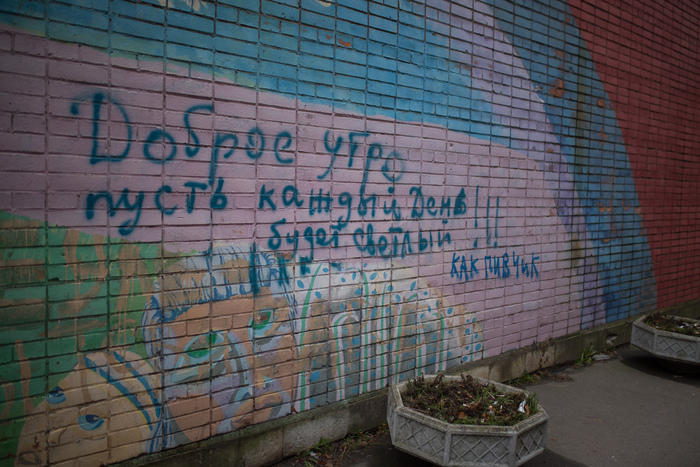 Доброе утро
пусть каждый День!!!
будет светлый
как пивчик